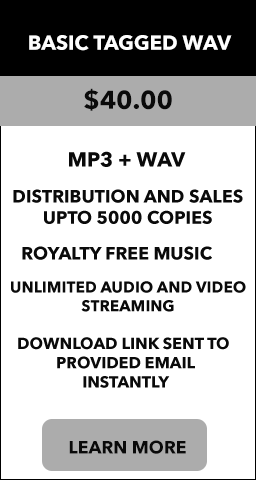 BASIC TAGGED WAV
$40.00
MP3 + WAV
DISTRIBUTION AND SALES
UPTO 5000 COPIES
ROYALTY FREE MUSIC
UNLIMITED AUDIO AND VIDEO
STREAMING
DOWNLOAD LINK SENT TO
PROVIDED EMAIL
INSTANTLY
LEARN MORE